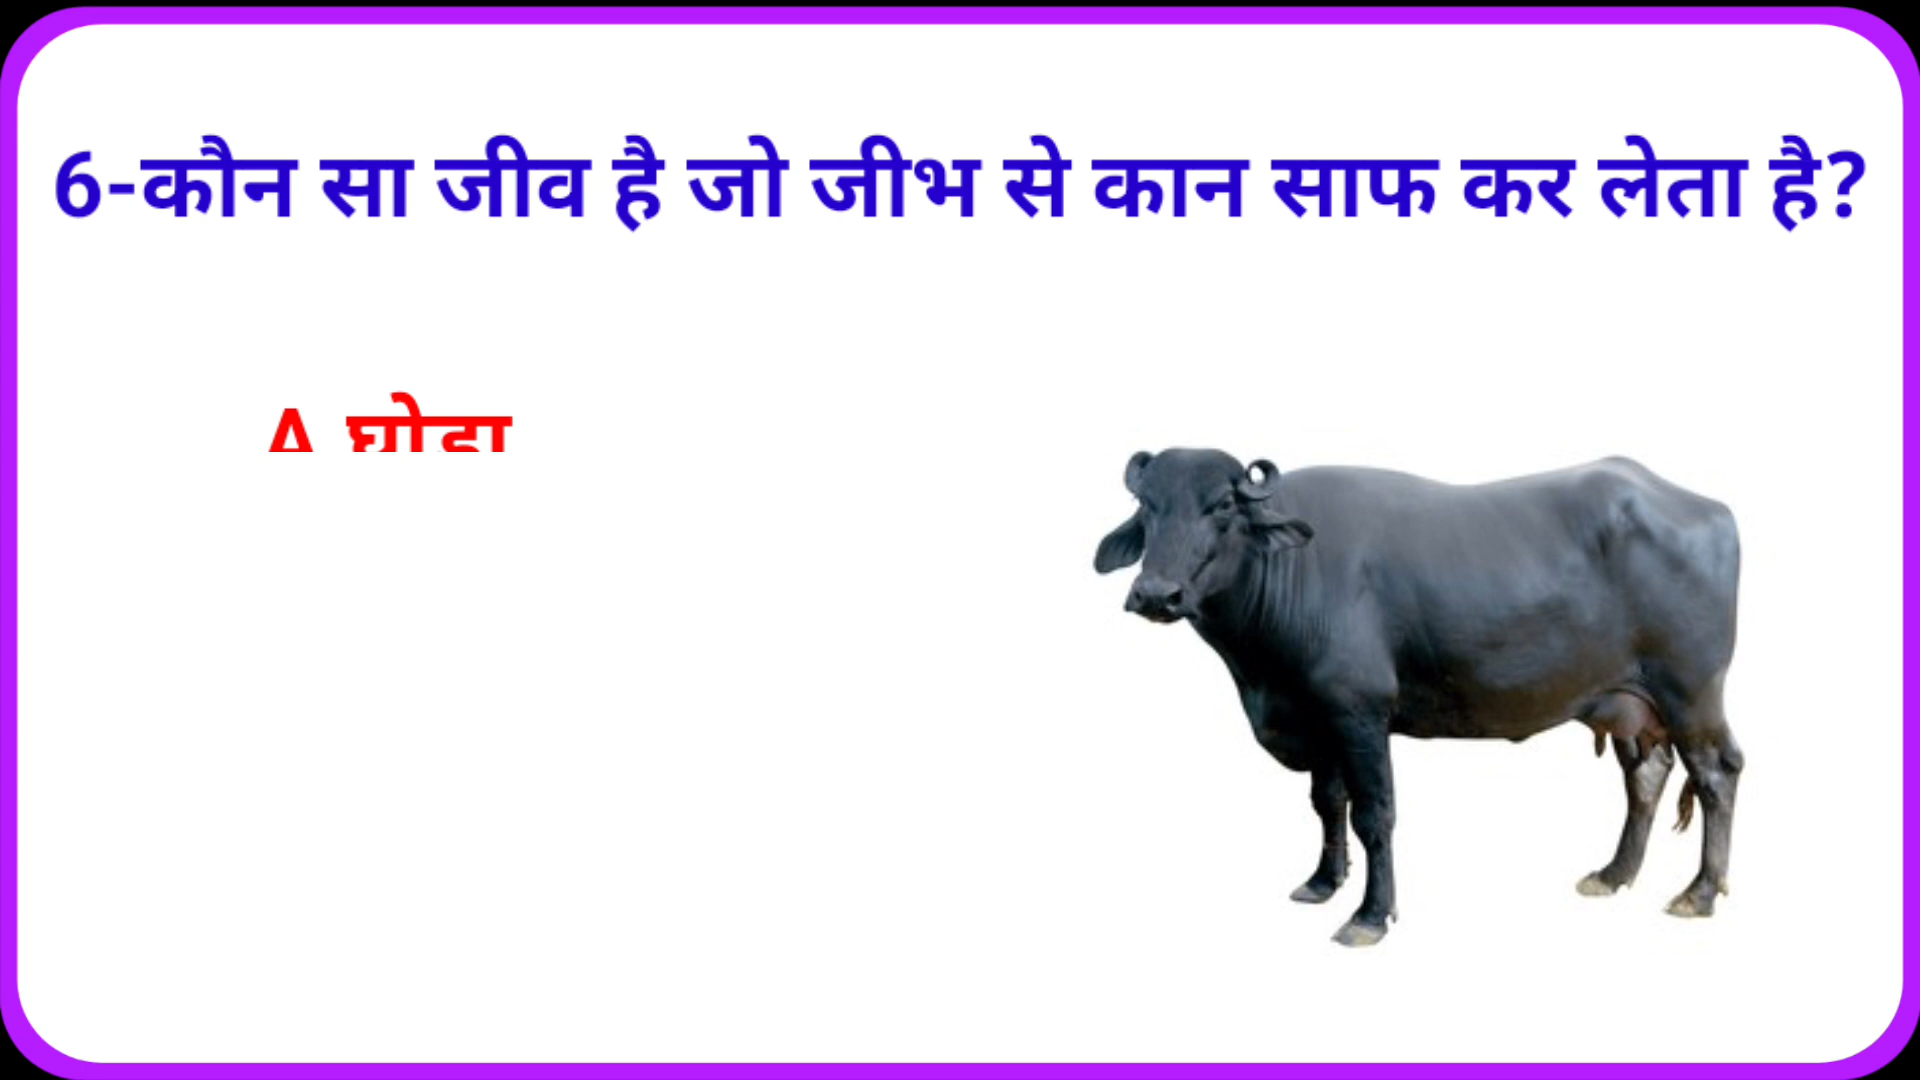 6-कौन सा जीव है जो जीभ से कान साफ कर लेता है?
A घोडा